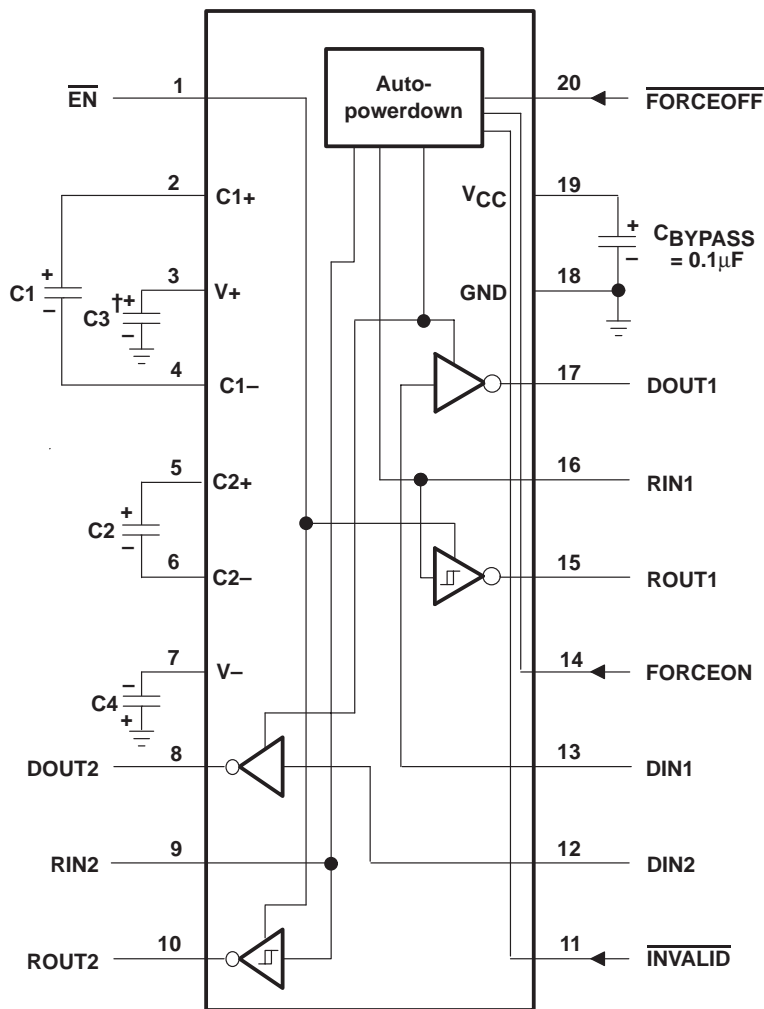 Auto-
powerdown
EN 1
20 FORCEOFF
2 C1+
VCC 19
+
–
CBYPASS
= 0.1μF
C1
+
–
3 V+
†+
C3
–
GND 18
4 C1–
17 DOUT1
5 C2+
16 RIN1
C2
+
–
6 C2–
15 ROUT1
7 V–
14 FORCEON
C4
–
+
DOUT2 8
13 DIN1
RIN2 9
12 DIN2
ROUT2 10
11 INVALID